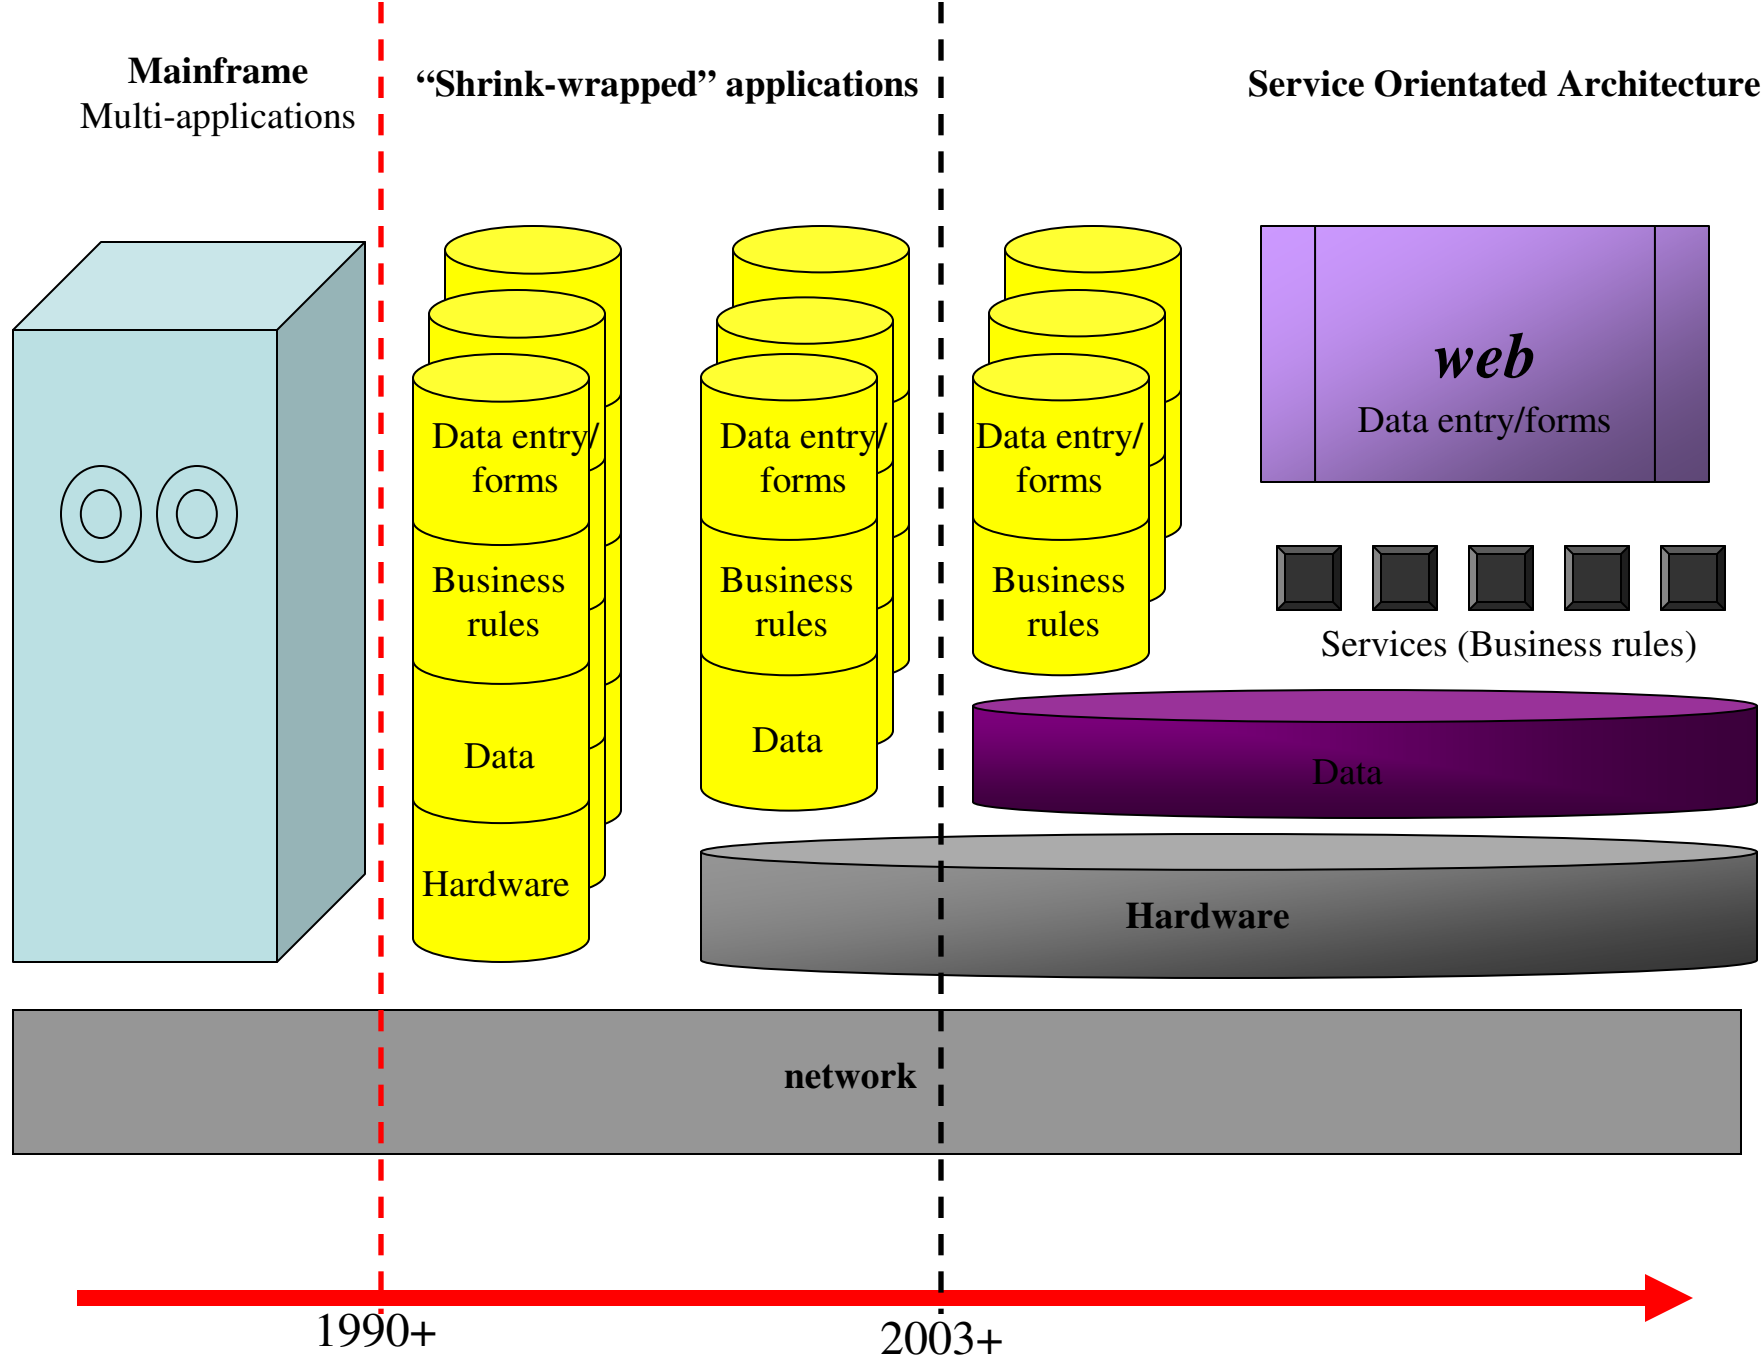 Mainframe
Multi-applications
“Shrink-wrapped” applications
Service Orientated Architecture
Data entry/
forms
Business
rules
Data
Hardware
Data entry/
forms
Business
rules
Data
Data entry/
forms
Business
rules
web
Data entry/forms
Services (Business rules)
Data
Hardware
network
1990+
2003+